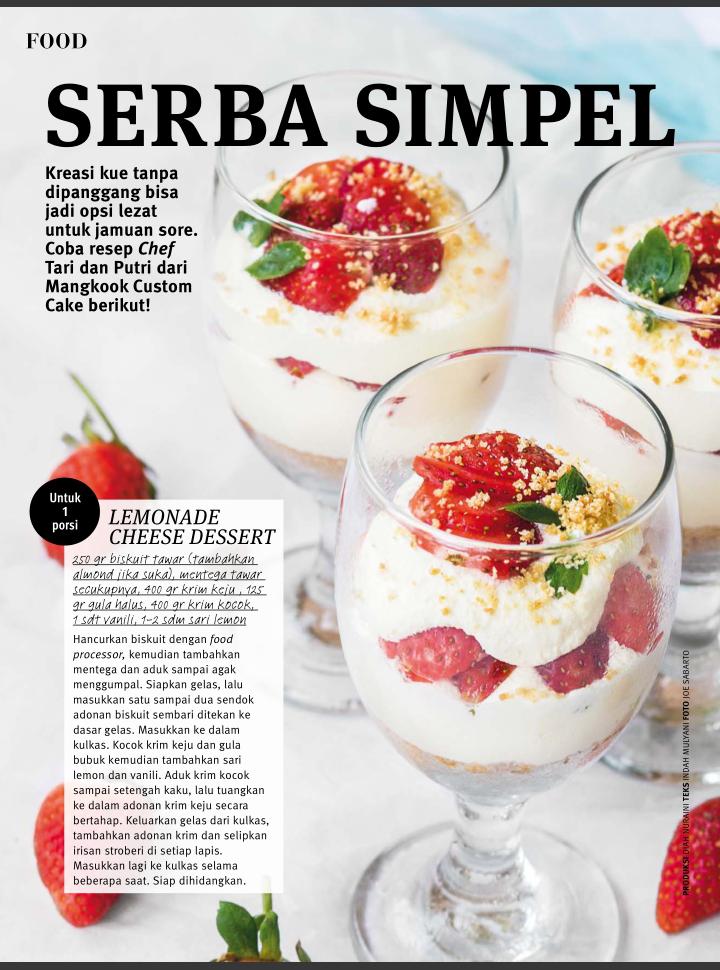 FOOD
SERBA SIMPEL
Kreasi kue tanpa
dipanggang bisa
jadi opsi lezat
untuk jamuan sore.
Coba resep Chef
Tari dan Putri dari
Mangkook Custom
Cake berikut!
Untuk
1
porsi
LEMONADE
CHEESE DESSERT
250 gr biskuit tawar (tambahkan
almond jika suka), mentega tawar
secukupnya, 400 gr krim keju , 125
gr gula halus, 400 gr krim kocok,
1 sdt vanili, 1-2 sdm sari lemon
Hancurkan biskuit dengan food
processor, kemudian tambahkan
mentega dan aduk sampai agak
menggumpal. Siapkan gelas, lalu
masukkan satu sampai dua sendok
adonan biskuit sembari ditekan ke
dasar gelas. Masukkan ke dalam
kulkas. Kocok krim keju dan gula
bubuk kemudian tambahkan sari
lemon dan vanili. Aduk krim kocok
sampai setengah kaku, lalu tuangkan
ke dalam adonan krim keju secara
bertahap. Keluarkan gelas dari kulkas,
tambahkan adonan krim dan selipkan
irisan stroberi di setiap lapis.
Masukkan lagi ke kulkas selama
beberapa saat. Siap dihidangkan.
PRODUKSI DIAH NURAINI TEKS INDAH MULYANI FOTO JOE SABARTO